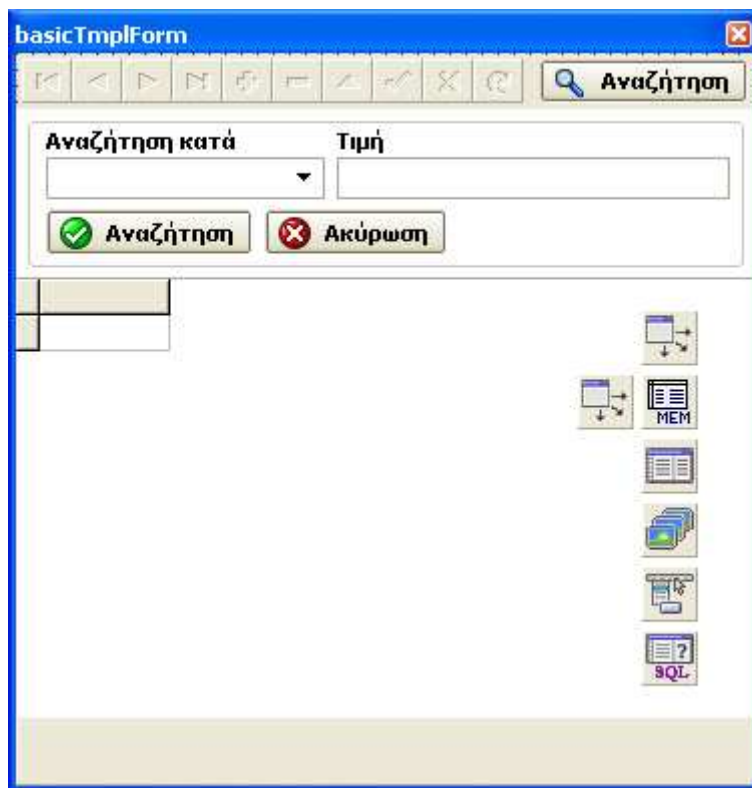 basicTmplForm
Αναζήτηση
Αναζήτηση κατά Τιμή
Αναζήτηση Ακύρωση
MEM
?
SQL